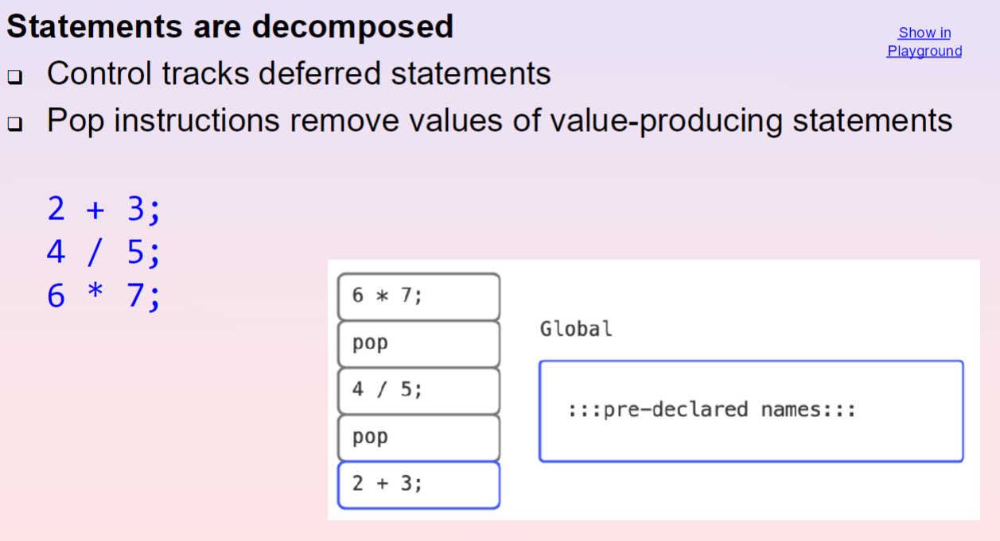 Statements are decomposed
Show in
Playground
❑ Control tracks deferred statements
❑ Pop instructions remove values of value-producing statements
2 + 3;
4 / 5;
6 * 7;
6 * 7;
pop
4 / 5;
pop
2 + 3;
Global
:::pre-declared names:::